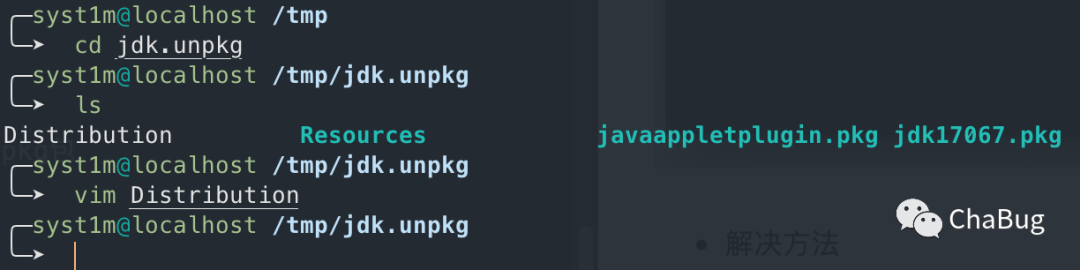 syst1m@localhost /tmp
cd jdk.unpkg
syst1m@localhost /tmp/jdk.unpkg
ls
Distribution Resources javaappletplugin.pkg jdk17067.pkg
syst1m@localhost /tmp/jdk.unpkg
vim Distribution
syst1m@localhost /tmp/jdk.unpkg
ChaBug
• 解决方法